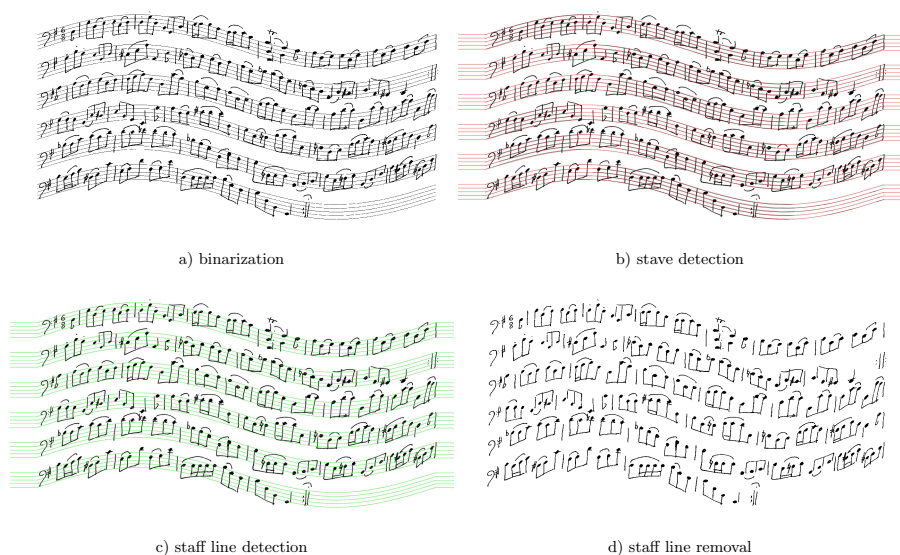 a) binarization
b) stave detection
c) staff line detection
d) staff line removal